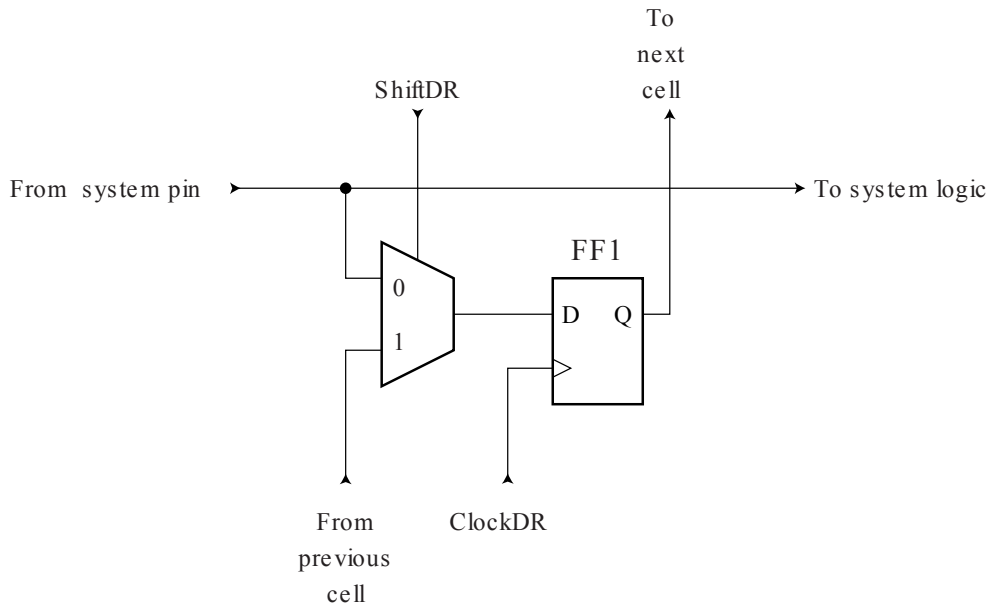 To
next
cell
ShiftDR
From system pin
To system logic
FF1
0
D Q
1
From
previous
cell
ClockDR